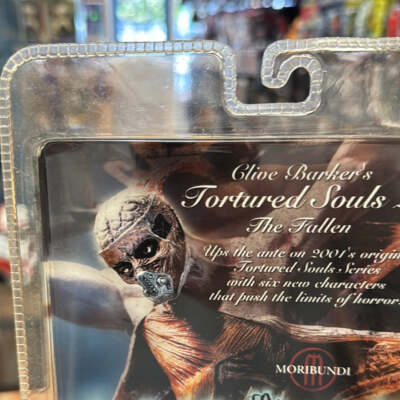 Clive Barker's
Tortured Souls
The Fallen
Ups the ante on 2001's origin
Tortured Souls Series
with six new characters
that push the limits of horror.
MORIBUNDI